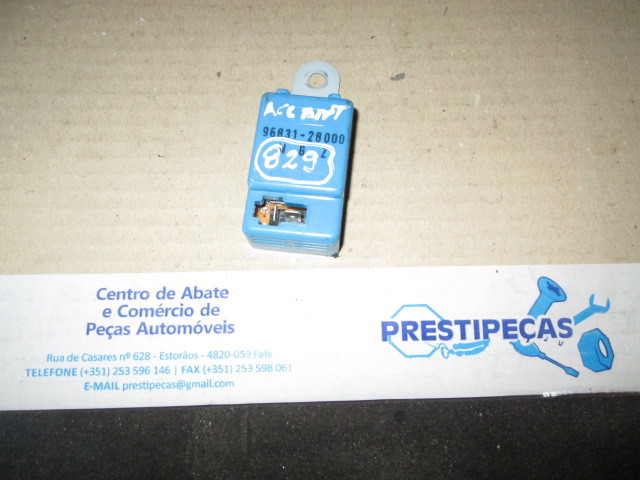 ACCENT
96831-28000
829
Centro de Abate
e Comércio de
Peças Automóveis
Rua de Casares nº 628 - Estorãos - 4820-059 Fafe
TELEFONE (+351) 253 596 146 | FAX (+351) 253 598 061
E-MAIL prestipecas@gmail.com
PRESTIPEÇAS